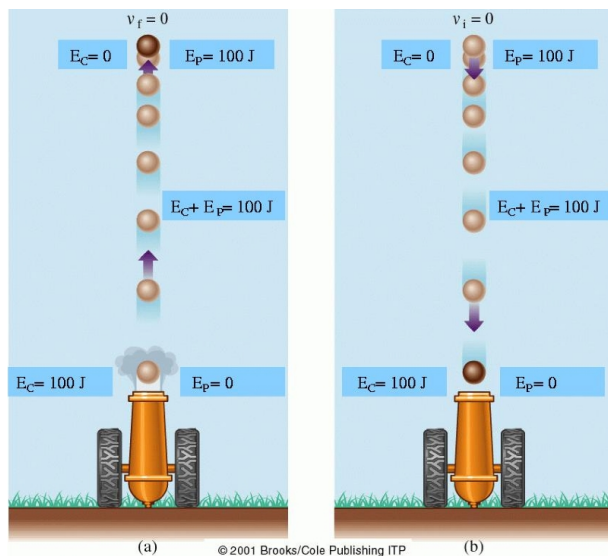 v_f = 0
E_C = 0
E_P = 100 J
E_C + E_P = 100 J
E_C = 100 J
E_P = 0
(a)
v_i = 0
E_C = 0
E_P = 100 J
E_C + E_P = 100 J
E_C = 100 J
E_P = 0
(b)
© 2001 Brooks/Cole Publishing ITP